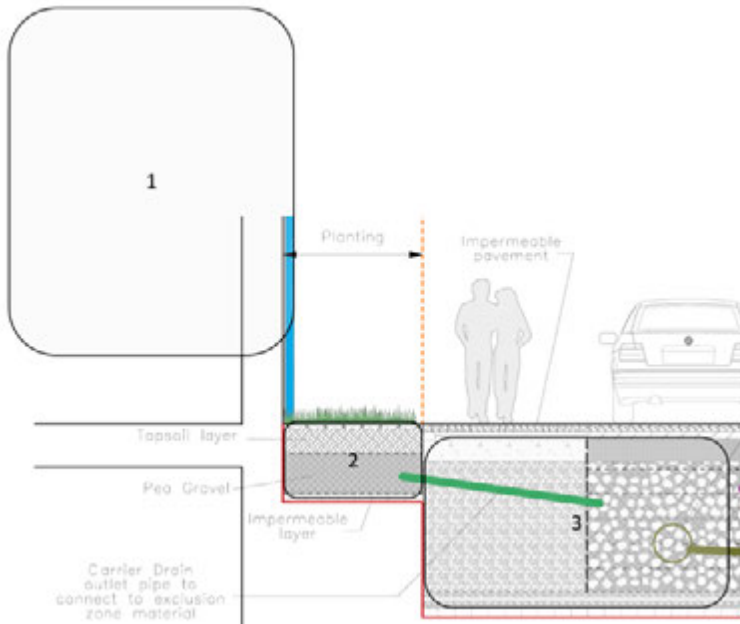 1
Planting
Impermeable
pavement
Topsoil layer
2
Pea Gravel
Impermeable
layer
3
Carrier Drain
outlet pipe to
connect to exclusion
zone material